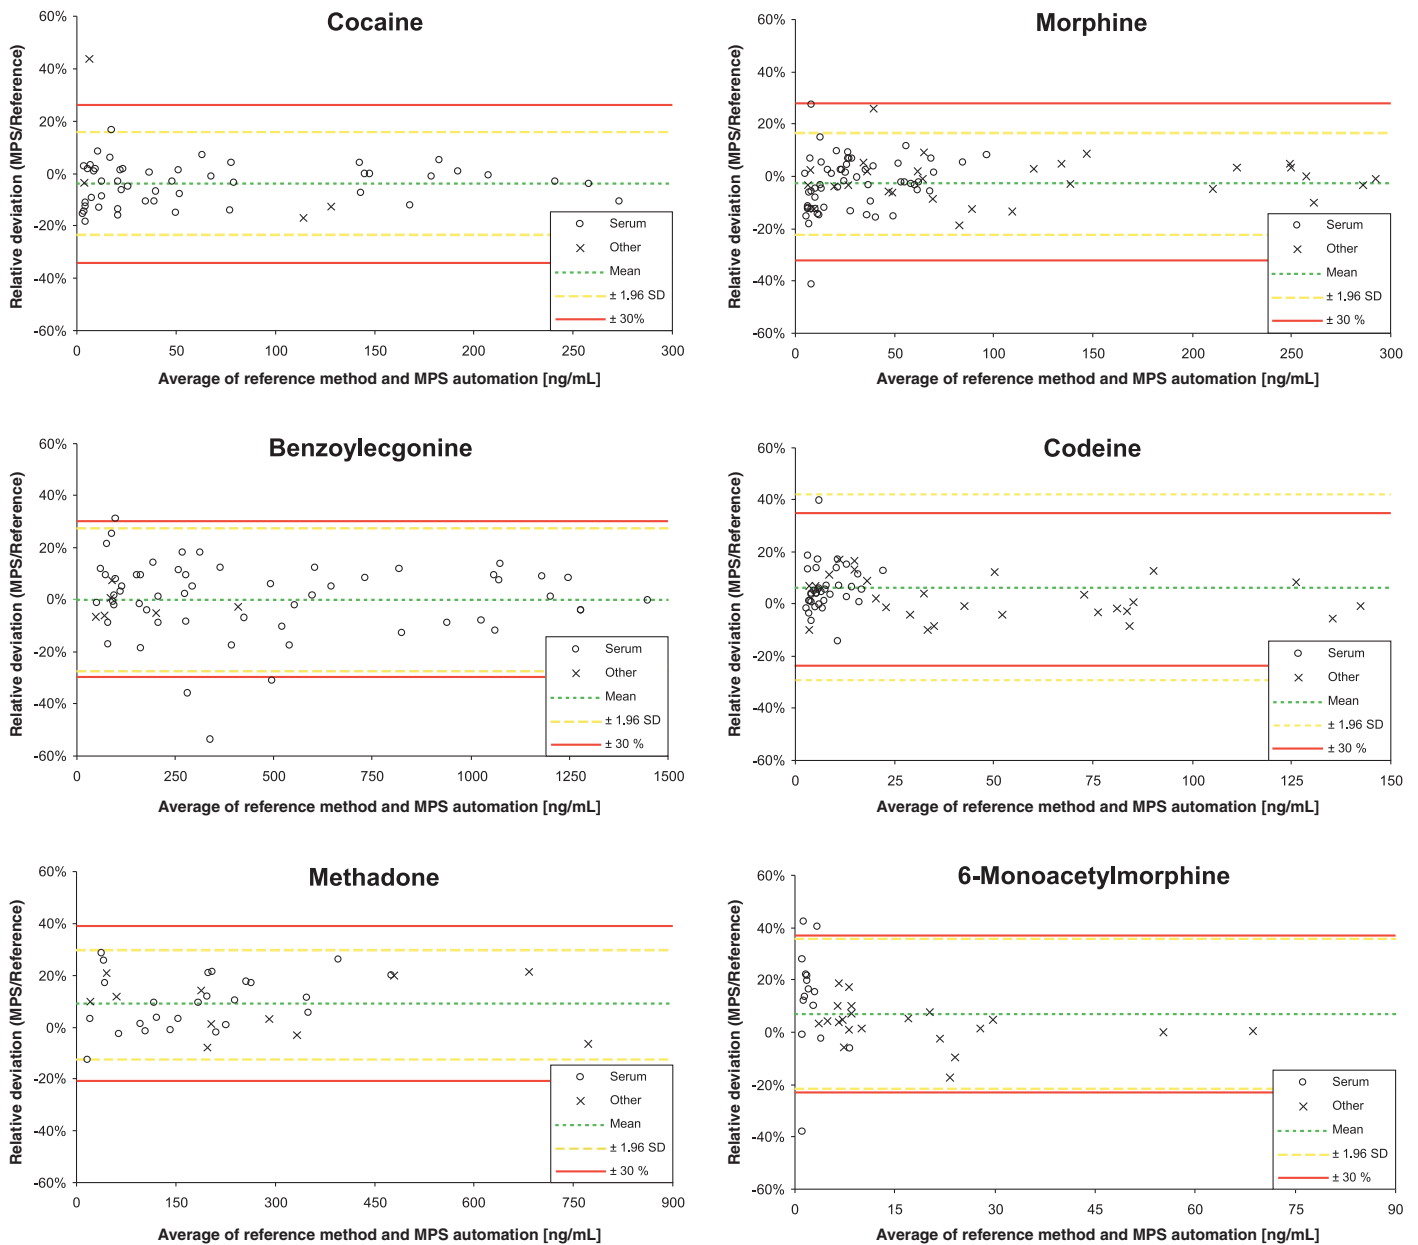 Cocaine
Relative deviation (MPS/Reference)
60%
40%
20%
0%
-20%
-40%
-60%
Serum
Other
Mean
± 1.96 SD
± 30%
0 50 100 150 200 250 300
Average of reference method and MPS automation [ng/mL]
Morphine
Relative deviation (MPS/Reference)
60%
40%
20%
0%
-20%
-40%
-60%
Serum
Other
Mean
± 1.96 SD
± 30 %
0 50 100 150 200 250 300
Average of reference method and MPS automation [ng/mL]
Benzoylecgonine
Relative deviation (MPS/Reference)
60%
40%
20%
0%
-20%
-40%
-60%
Serum
Other
Mean
± 1.96 SD
± 30 %
0 250 500 750 1000 1250 1500
Average of reference method and MPS automation [ng/mL]
Codeine
Relative deviation (MPS/Reference)
60%
40%
20%
0%
-20%
-40%
-60%
Serum
Other
Mean
± 1.96 SD
± 30 %
0 25 50 75 100 125 150
Average of reference method and MPS automation [ng/mL]
Methadone
Relative deviation (MPS/Reference)
60%
40%
20%
0%
-20%
-40%
-60%
Serum
Other
Mean
± 1.96 SD
± 30 %
0 150 300 450 600 750 900
Average of reference method and MPS automation [ng/mL]
6-Monoacetylmorphine
Relative deviation (MPS/Reference)
60%
40%
20%
0%
-20%
-40%
-60%
Serum
Other
Mean
± 1.96 SD
± 30 %
0 15 30 45 60 75 90
Average of reference method and MPS automation [ng/mL]